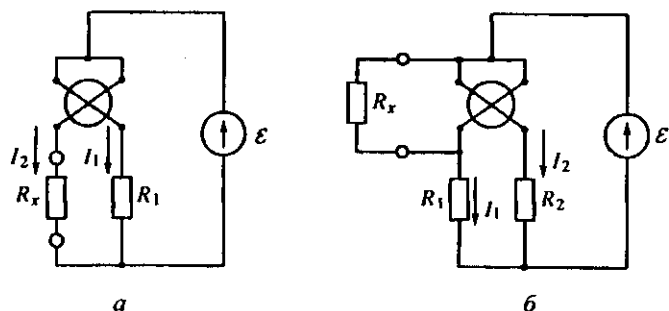 I₂
I₁
Rₓ
R₁
ℰ
а
Rₓ
R₁
I₁
I₂
R₂
ℰ
б